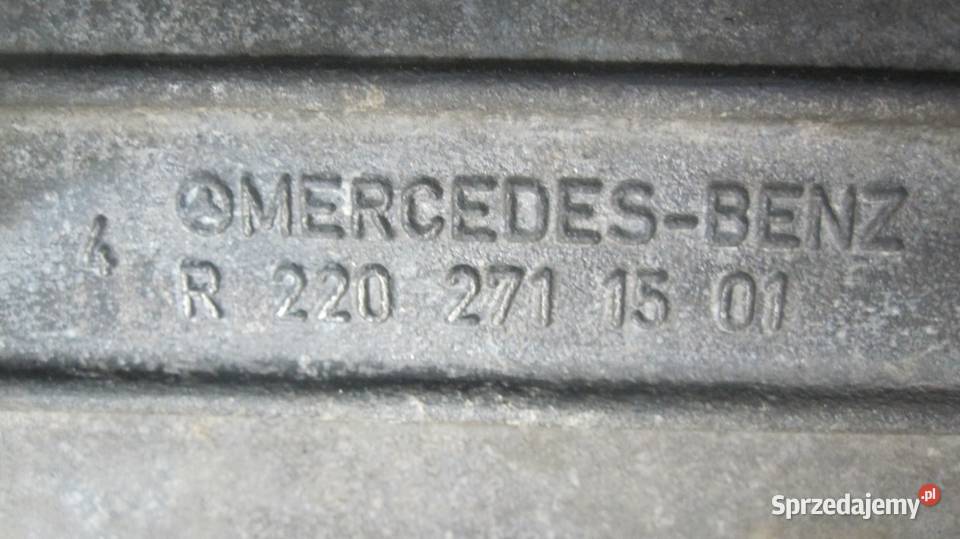 MERCEDES-BENZ
4
R 220 271 15 01
Sprzedajemy.pl